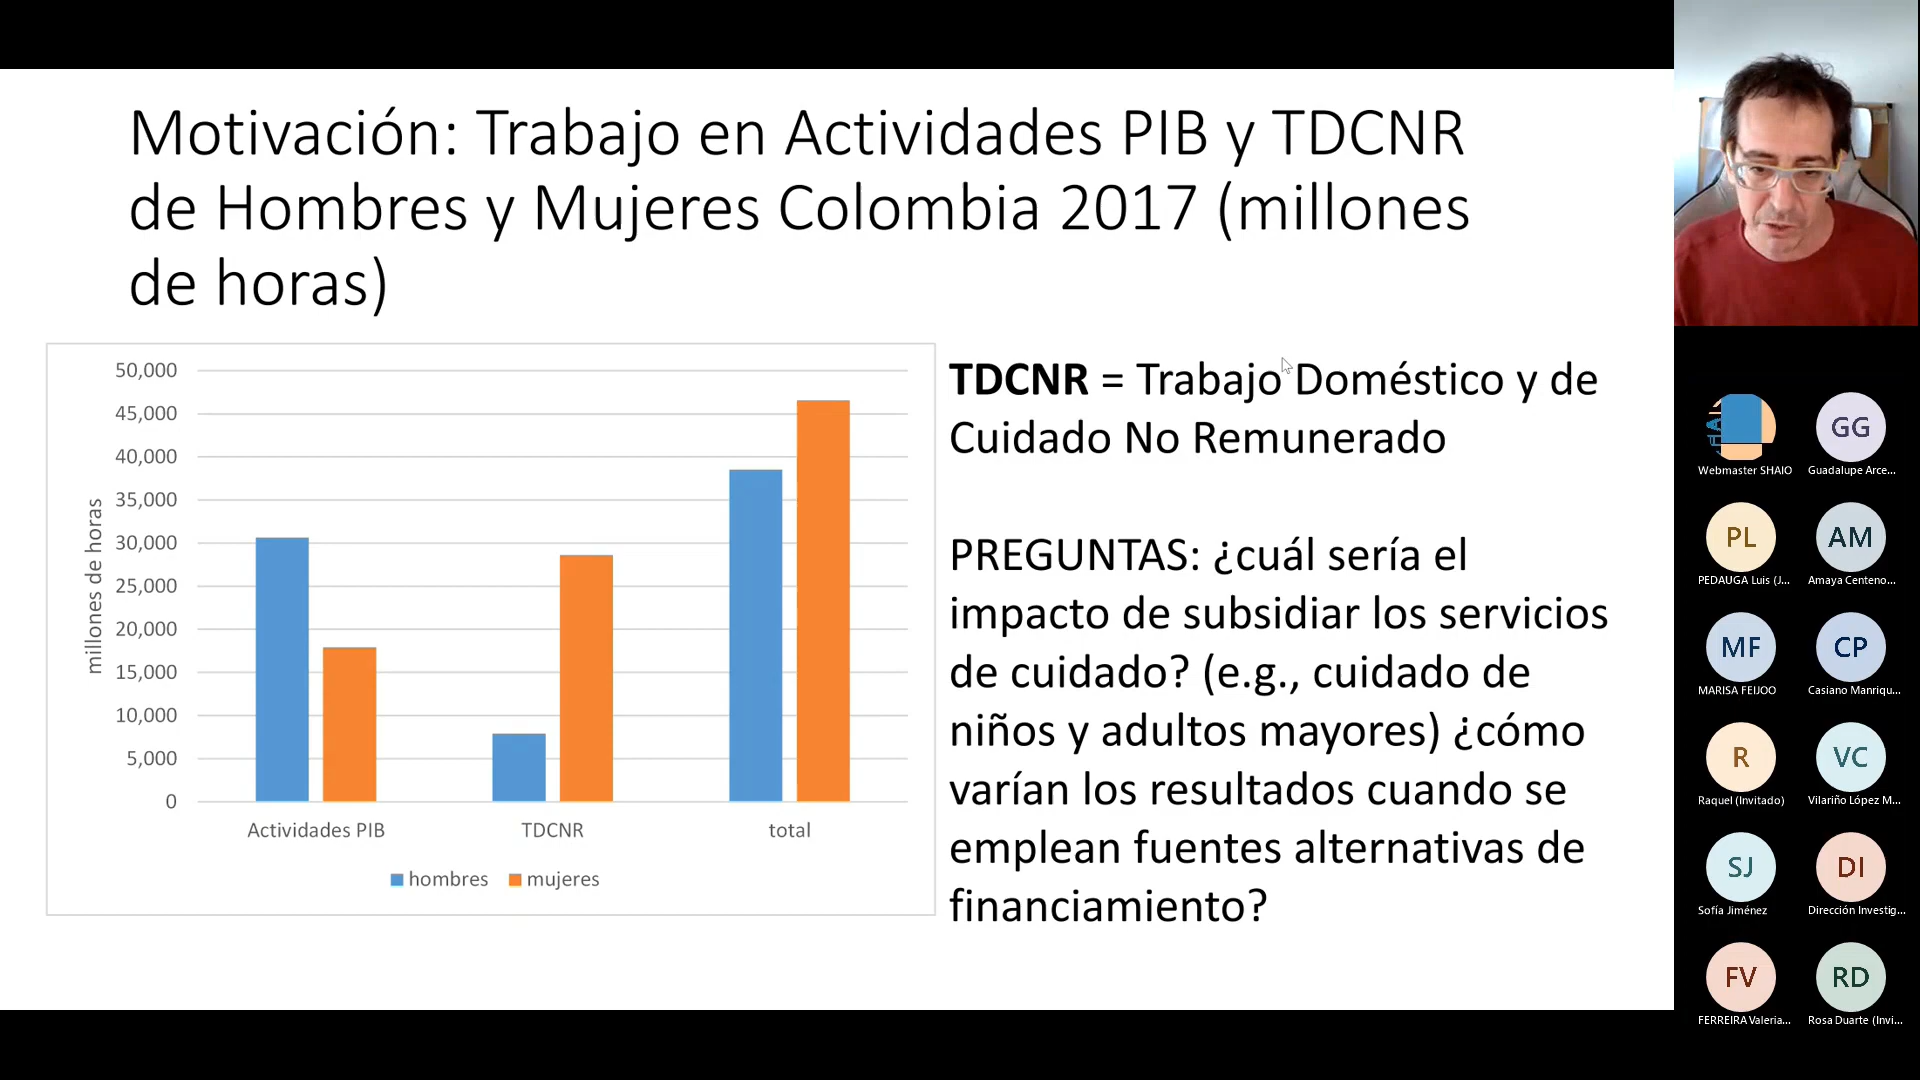 Motivación: Trabajo en Actividades PIB y TDCNR
de Hombres y Mujeres Colombia 2017 (millones
de horas)
50,000
45,000
40,000
35,000
30,000
25,000
20,000
15,000
10,000
5,000
0
millones de horas
Actividades PIB
TDCNR
total
hombres
mujeres
TDCNR = Trabajo Doméstico y de
Cuidado No Remunerado
PREGUNTAS: ¿cuál sería el
impacto de subsidiar los servicios
de cuidado? (e.g., cuidado de
niños y adultos mayores) ¿cómo
varían los resultados cuando se
emplean fuentes alternativas de
financiamiento?
Webmaster SHAIO
GG
Guadalupe Arce...
PL
PEDAUGA Luis (J...
AM
Amaya Centeno...
MF
MARISA FEIJOO
CP
Casiano Manriqu...
R
Raquel (Invitado)
VC
Vilariño López M...
SJ
Sofía Jiménez
DI
Dirección Investig...
FV
FERREIRA Valeria...
RD
Rosa Duarte (Invi...